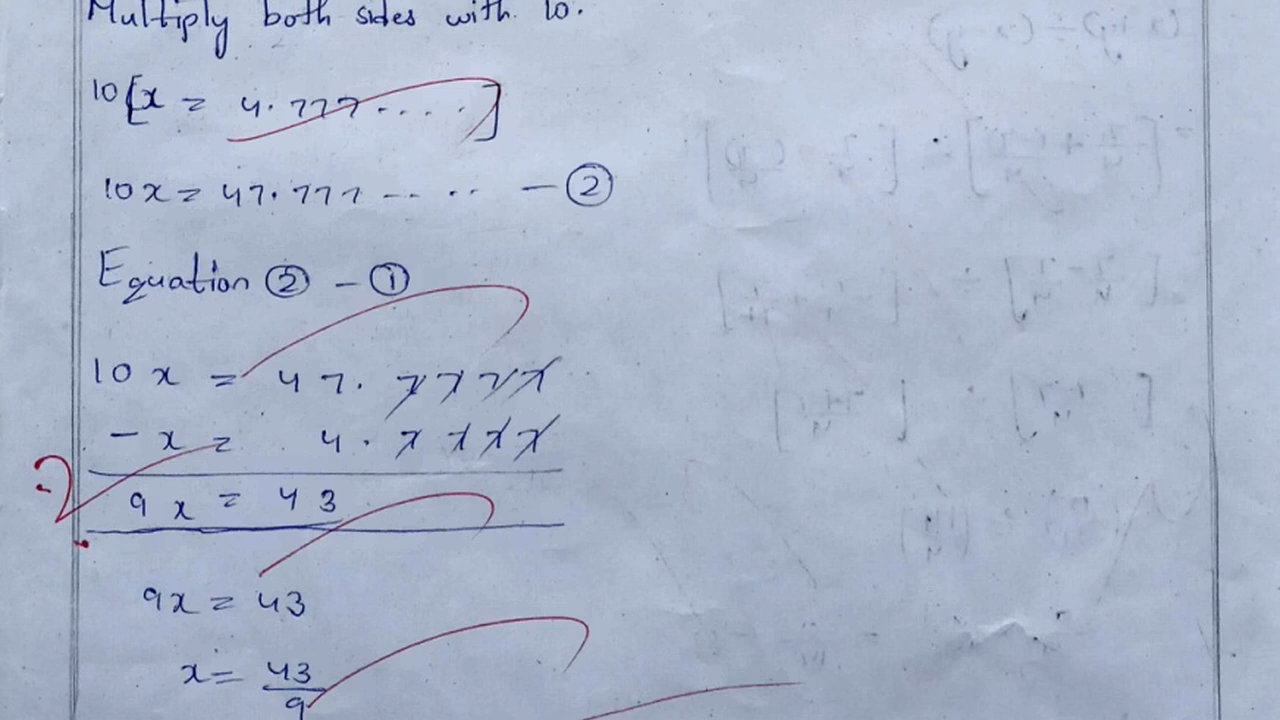 Multiply both sides with 10.
10[x = 4.777.....]
10x = 47.777..... - ②
Equation ② - ①
10x = 47.7777
-x = 4.7777
9x = 43
9x = 43
x = 43
9